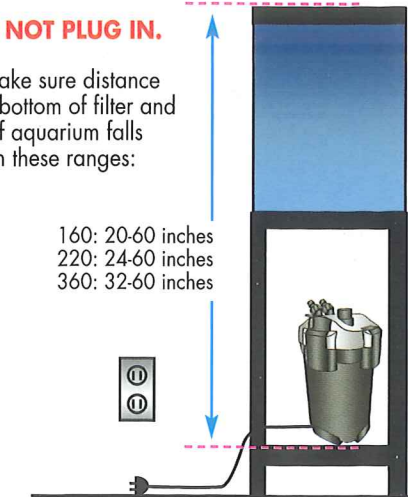 NOT PLUG IN.
ake sure distance
bottom of filter and
f aquarium falls
n these ranges:
160: 20-60 inches
220: 24-60 inches
360: 32-60 inches